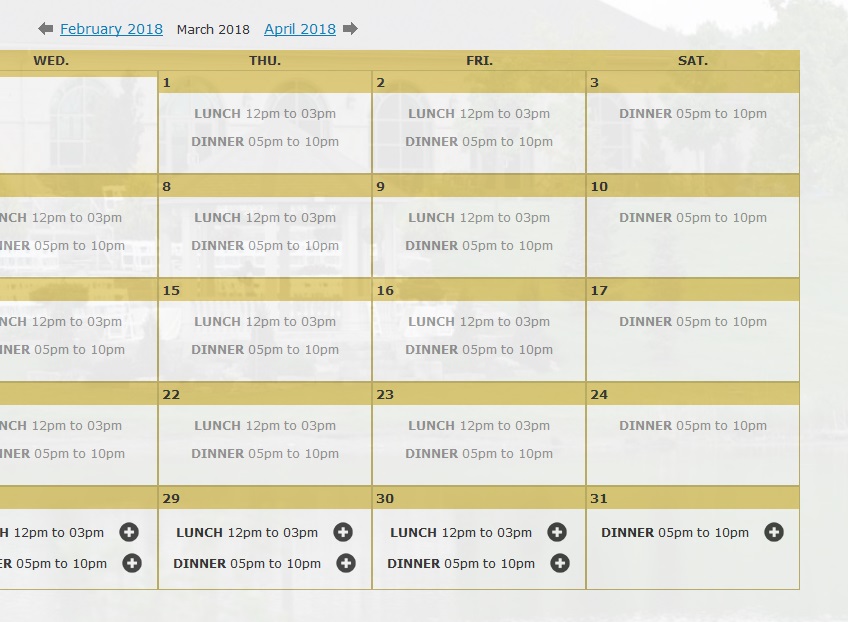 February 2018 March 2018 April 2018
WED. THU. FRI. SAT.
1 2 3
LUNCH 12pm to 03pm LUNCH 12pm to 03pm DINNER 05pm to 10pm
DINNER 05pm to 10pm DINNER 05pm to 10pm
8 9 10
NCH 12pm to 03pm LUNCH 12pm to 03pm LUNCH 12pm to 03pm DINNER 05pm to 10pm
NNER 05pm to 10pm DINNER 05pm to 10pm DINNER 05pm to 10pm
15 16 17
NCH 12pm to 03pm LUNCH 12pm to 03pm LUNCH 12pm to 03pm DINNER 05pm to 10pm
NNER 05pm to 10pm DINNER 05pm to 10pm DINNER 05pm to 10pm
22 23 24
NCH 12pm to 03pm LUNCH 12pm to 03pm LUNCH 12pm to 03pm DINNER 05pm to 10pm
NNER 05pm to 10pm DINNER 05pm to 10pm DINNER 05pm to 10pm
29 30 31
H 12pm to 03pm LUNCH 12pm to 03pm LUNCH 12pm to 03pm DINNER 05pm to 10pm
ER 05pm to 10pm DINNER 05pm to 10pm DINNER 05pm to 10pm